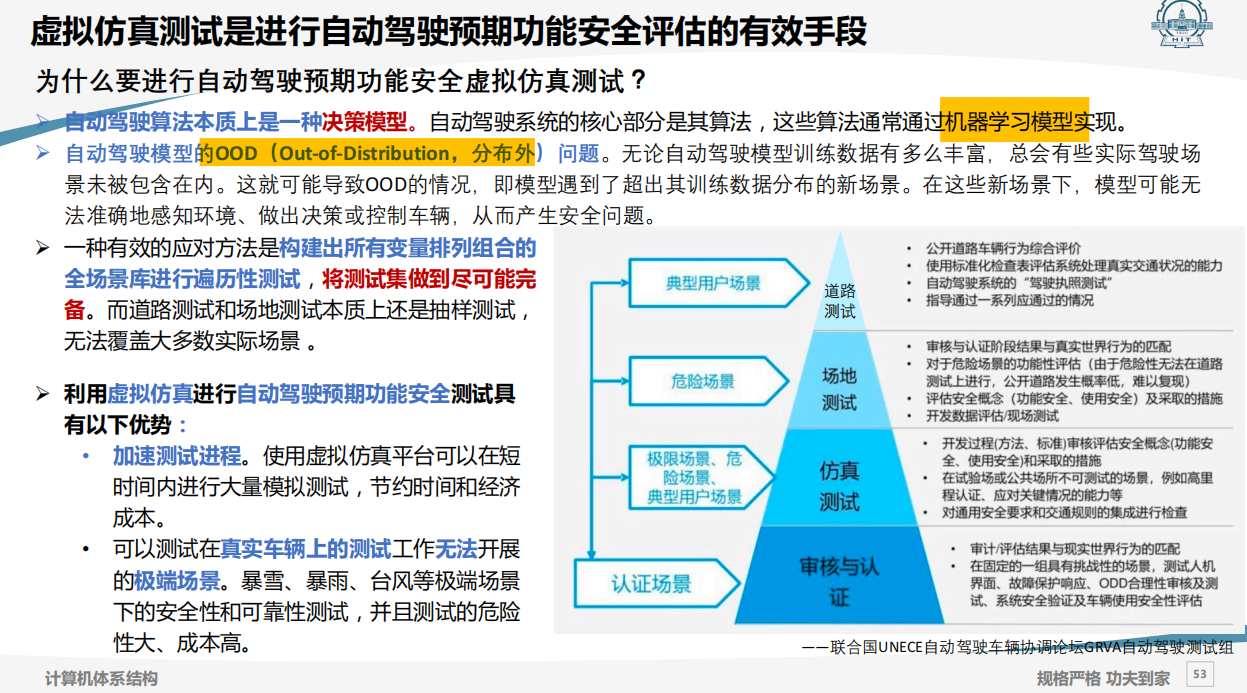 虚拟仿真测试是进行自动驾驶预期功能安全评估的有效手段
HIT
为什么要进行自动驾驶预期功能安全虚拟仿真测试？
➢ 自动驾驶算法本质上是一种决策模型。自动驾驶系统的核心部分是其算法，这些算法通常通过机器学习模型实现。
➢ 自动驾驶模型的OOD（Out-of-Distribution，分布外）问题。无论自动驾驶模型训练数据有多么丰富，总会有些实际驾驶场
景未被包含在内。这就可能导致OOD的情况，即模型遇到了超出其训练数据分布的新场景。在这些新场景下，模型可能无
法准确地感知环境、做出决策或控制车辆，从而产生安全问题。
➢ 一种有效的应对方法是构建出所有变量排列组合的
全场景库进行遍历性测试，将测试集做到尽可能完
备。而道路测试和场地测试本质上还是抽样测试，
无法覆盖大多数实际场景 。
➢ 利用虚拟仿真进行自动驾驶预期功能安全测试具
有以下优势：
• 加速测试进程。使用虚拟仿真平台可以在短
时间内进行大量模拟测试，节约时间和经济
成本。
• 可以测试在真实车辆上的测试工作无法开展
的极端场景。暴雪、暴雨、台风等极端场景
下的安全性和可靠性测试，并且测试的危险
性大、成本高。
典型用户场景
道路
测试
• 公开道路车辆行为综合评价
• 使用标准化检查表评估系统处理真实交通状况的能力
• 自动驾驶系统的“驾驶执照测试”
• 指导通过一系列应通过的情况
危险场景
场地
测试
• 审核与认证阶段结果与真实世界行为的匹配
• 对于危险场景的功能性评估（由于危险性无法在道路
测试上进行，公开道路发生概率低，难以复现）
• 评估安全概念（功能安全、使用安全）及采取的措施
• 开发数据评估/现场测试
极限场景、危
险场景、
典型用户场景
仿真
测试
• 开发过程(方法、标准)审核评估安全概念(功能安
全、使用安全)和采取的措施
• 在试验场或公共场所不可测试的场景，例如高里
程认证、应对关键情况的能力等
• 对通用安全要求和交通规则的集成进行检查
认证场景
审核与认
证
• 审计/评估结果与现实世界行为的匹配
• 在固定的一组具有挑战性的场景，测试人机
界面、故障保护响应、ODD合理性审核及测
试、系统安全验证及车辆使用安全性评估
——联合国UNECE自动驾驶车辆协调论坛GRVA自动驾驶测试组
计算机体系结构
规格严格 功夫到家
53